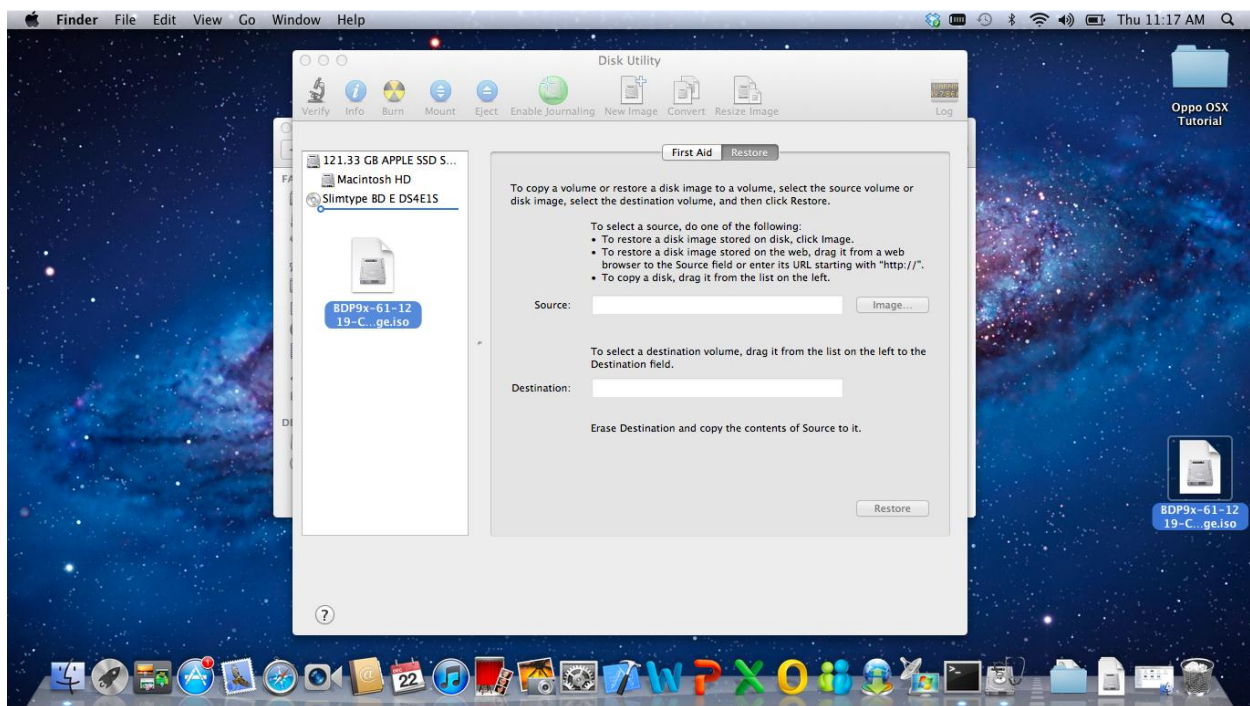 Finder File Edit View Go Window Help Thu 11:17 AM
Disk Utility
Verify Info Burn Mount Eject Enable Journaling New Image Convert Resize Image Log
Oppo OSX
Tutorial
First Aid Restore
121.33 GB APPLE SSD S...
Macintosh HD
Slimtype BD E DS4E1S
To copy a volume or restore a disk image to a volume, select the source volume or
disk image, select the destination volume, and then click Restore.
To select a source, do one of the following:
• To restore a disk image stored on disk, click Image.
• To restore a disk image stored on the web, drag it from a web
browser to the Source field or enter its URL starting with “http://”.
• To copy a disk, drag it from the list on the left.
BDP9x-61-12
19-C...ge.iso
Source: Image...
To select a destination volume, drag it from the list on the left to the
Destination field.
Destination:
Erase Destination and copy the contents of Source to it.
Restore
BDP9x-61-12
19-C...ge.iso
?
22